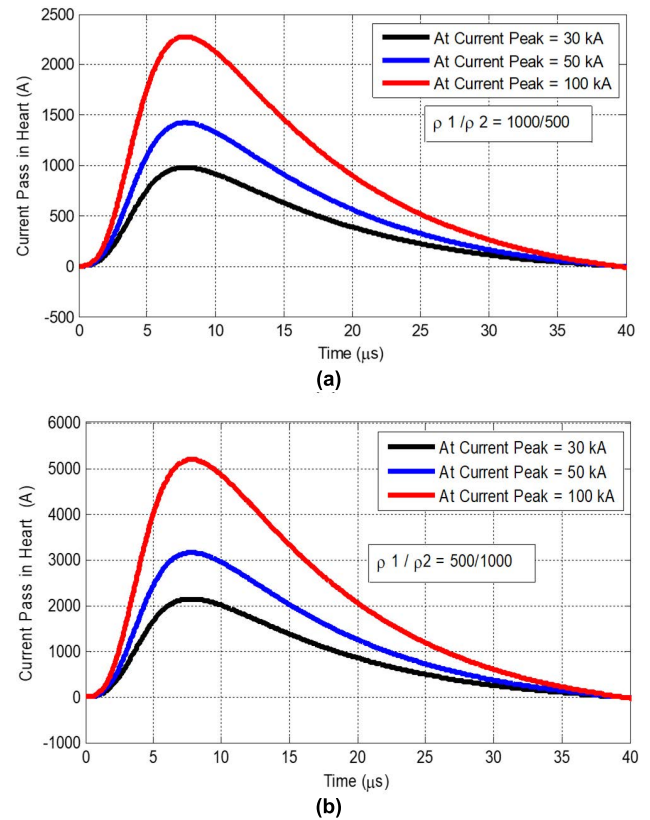 2500
2000
1500
1000
500
0
-500
Current Pass in Heart (A)
At Current Peak = 30 kA
At Current Peak = 50 kA
At Current Peak = 100 kA
ρ 1 /ρ 2 = 1000/500
0 5 10 15 20 25 30 35 40
Time (μs)
(a)
6000
5000
4000
3000
2000
1000
0
-1000
Current Pass in Heart (A)
At Current Peak = 30 kA
At Current Peak = 50 kA
At Current Peak = 100 kA
ρ 1 / ρ2 = 500/1000
0 5 10 15 20 25 30 35 40
Time (μs)
(b)